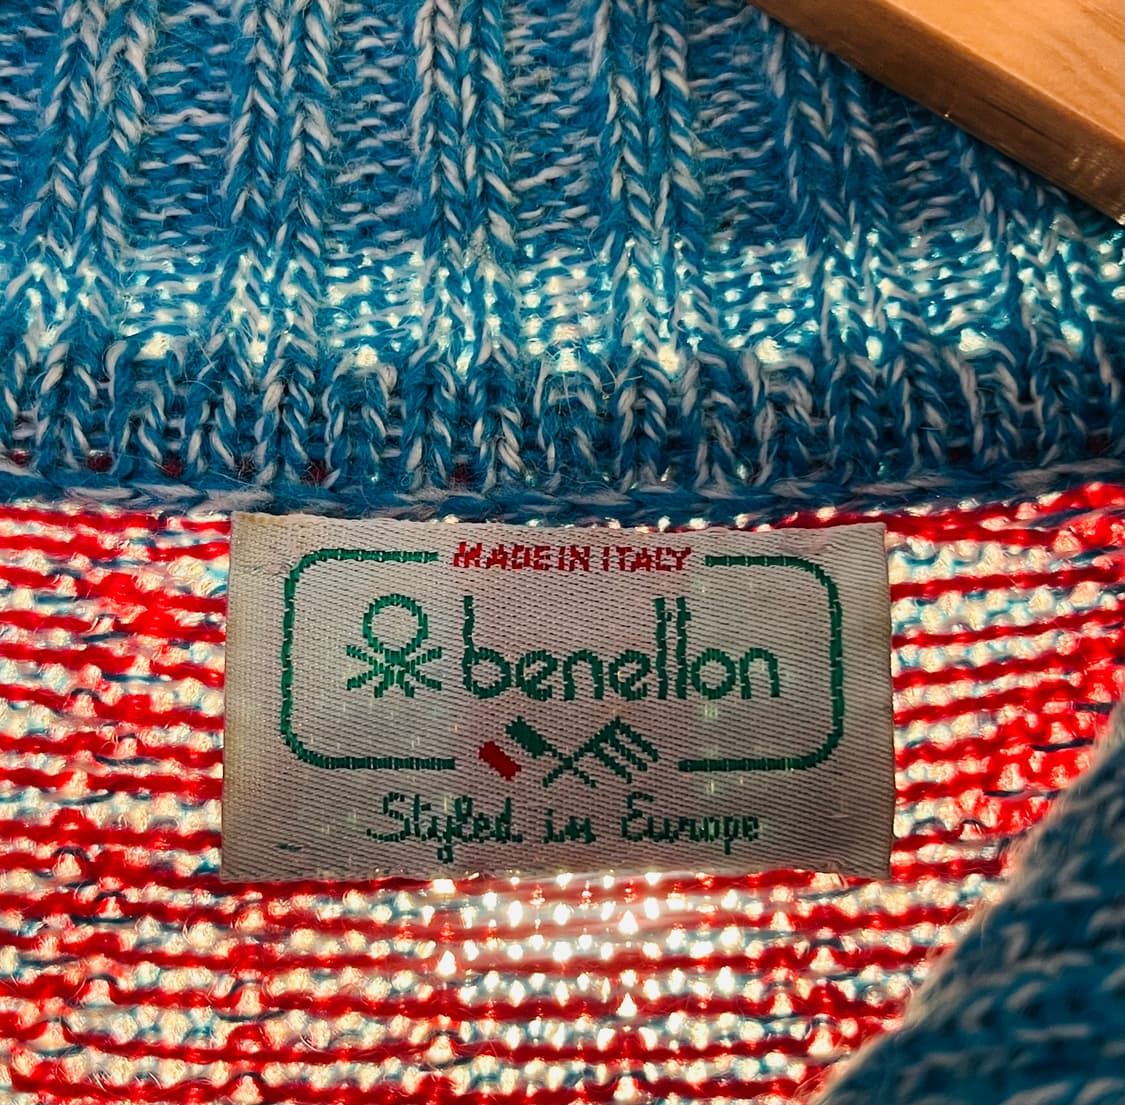 MADE IN ITALY
benetton
Styled in Europe